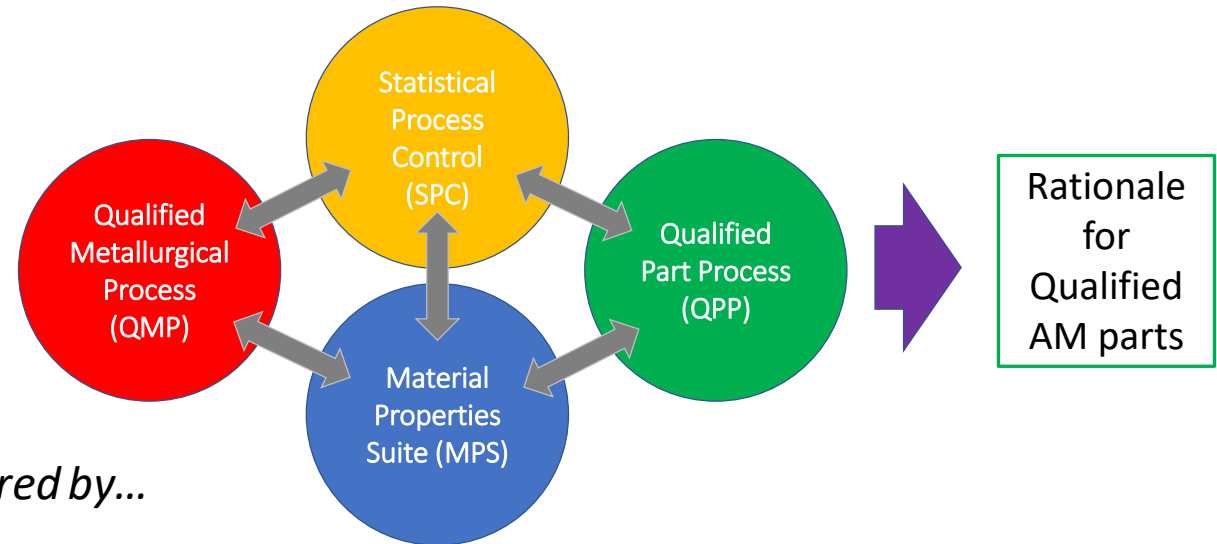 Statistical
Process
Control
(SPC)
Qualified
Metallurgical
Process
(QMP)
Qualified
Part Process
(QPP)
Material
Properties
Suite (MPS)
Rationale
for
Qualified
AM parts
red by…